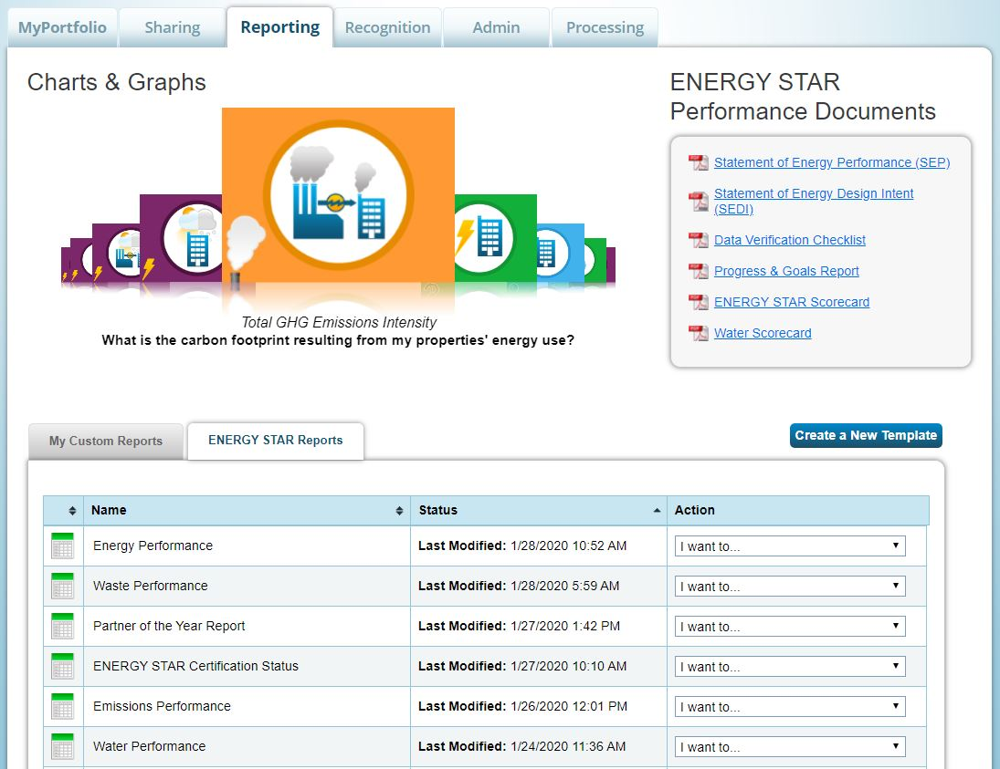 MyPortfolio
Sharing
Reporting
Recognition
Admin
Processing
Charts & Graphs
Total GHG Emissions Intensity
What is the carbon footprint resulting from my properties' energy use?
ENERGY STAR
Performance Documents
Statement of Energy Performance (SEP)
Statement of Energy Design Intent
(SEDI)
Data Verification Checklist
Progress & Goals Report
ENERGY STAR Scorecard
Water Scorecard
My Custom Reports
ENERGY STAR Reports
Create a New Template
Name
Status
Action
Energy Performance
Last Modified: 1/28/2020 10:52 AM
I want to...
Waste Performance
Last Modified: 1/28/2020 5:59 AM
I want to...
Partner of the Year Report
Last Modified: 1/27/2020 1:42 PM
I want to...
ENERGY STAR Certification Status
Last Modified: 1/27/2020 10:10 AM
I want to...
Emissions Performance
Last Modified: 1/26/2020 12:01 PM
I want to...
Water Performance
Last Modified: 1/24/2020 11:36 AM
I want to...